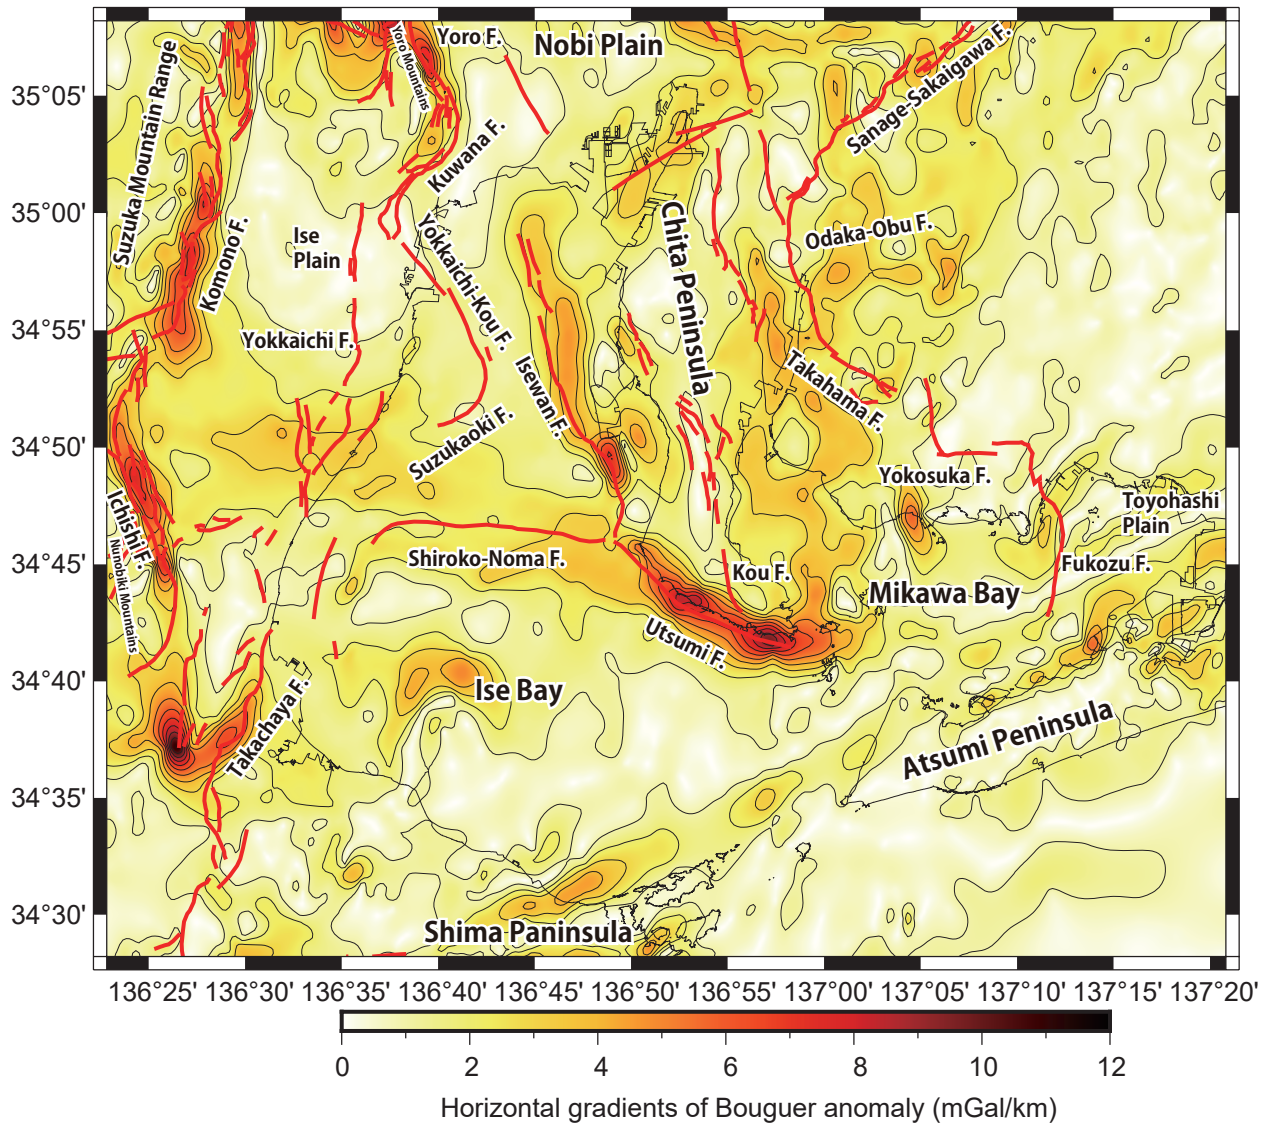 Yoro F.
Nobi Plain
Yoro Mountains
Sanage-Sakaigawa F.
Suzuka Mountain Range
Kuwana F.
Komono F.
Ise
Plain
Yokkaichi-Kou F.
Chita Peninsula
Odaka-Obu F.
Yokkaichi F.
Isewan F.
Takahama F.
Suzukaoki F.
Yokosuka F.
Toyohashi
Plain
Ichishi F.
Nunobiki Mountains
Shiroko-Noma F.
Kou F.
Fukozu F.
Mikawa Bay
Utsumi F.
Takachaya F.
Ise Bay
Atsumi Peninsula
Shima Paninsula
35°05'
35°00'
34°55'
34°50'
34°45'
34°40'
34°35'
34°30'
136°25' 136°30' 136°35' 136°40' 136°45' 136°50' 136°55' 137°00' 137°05' 137°10' 137°15' 137°20'
0 2 4 6 8 10 12
Horizontal gradients of Bouguer anomaly (mGal/km)